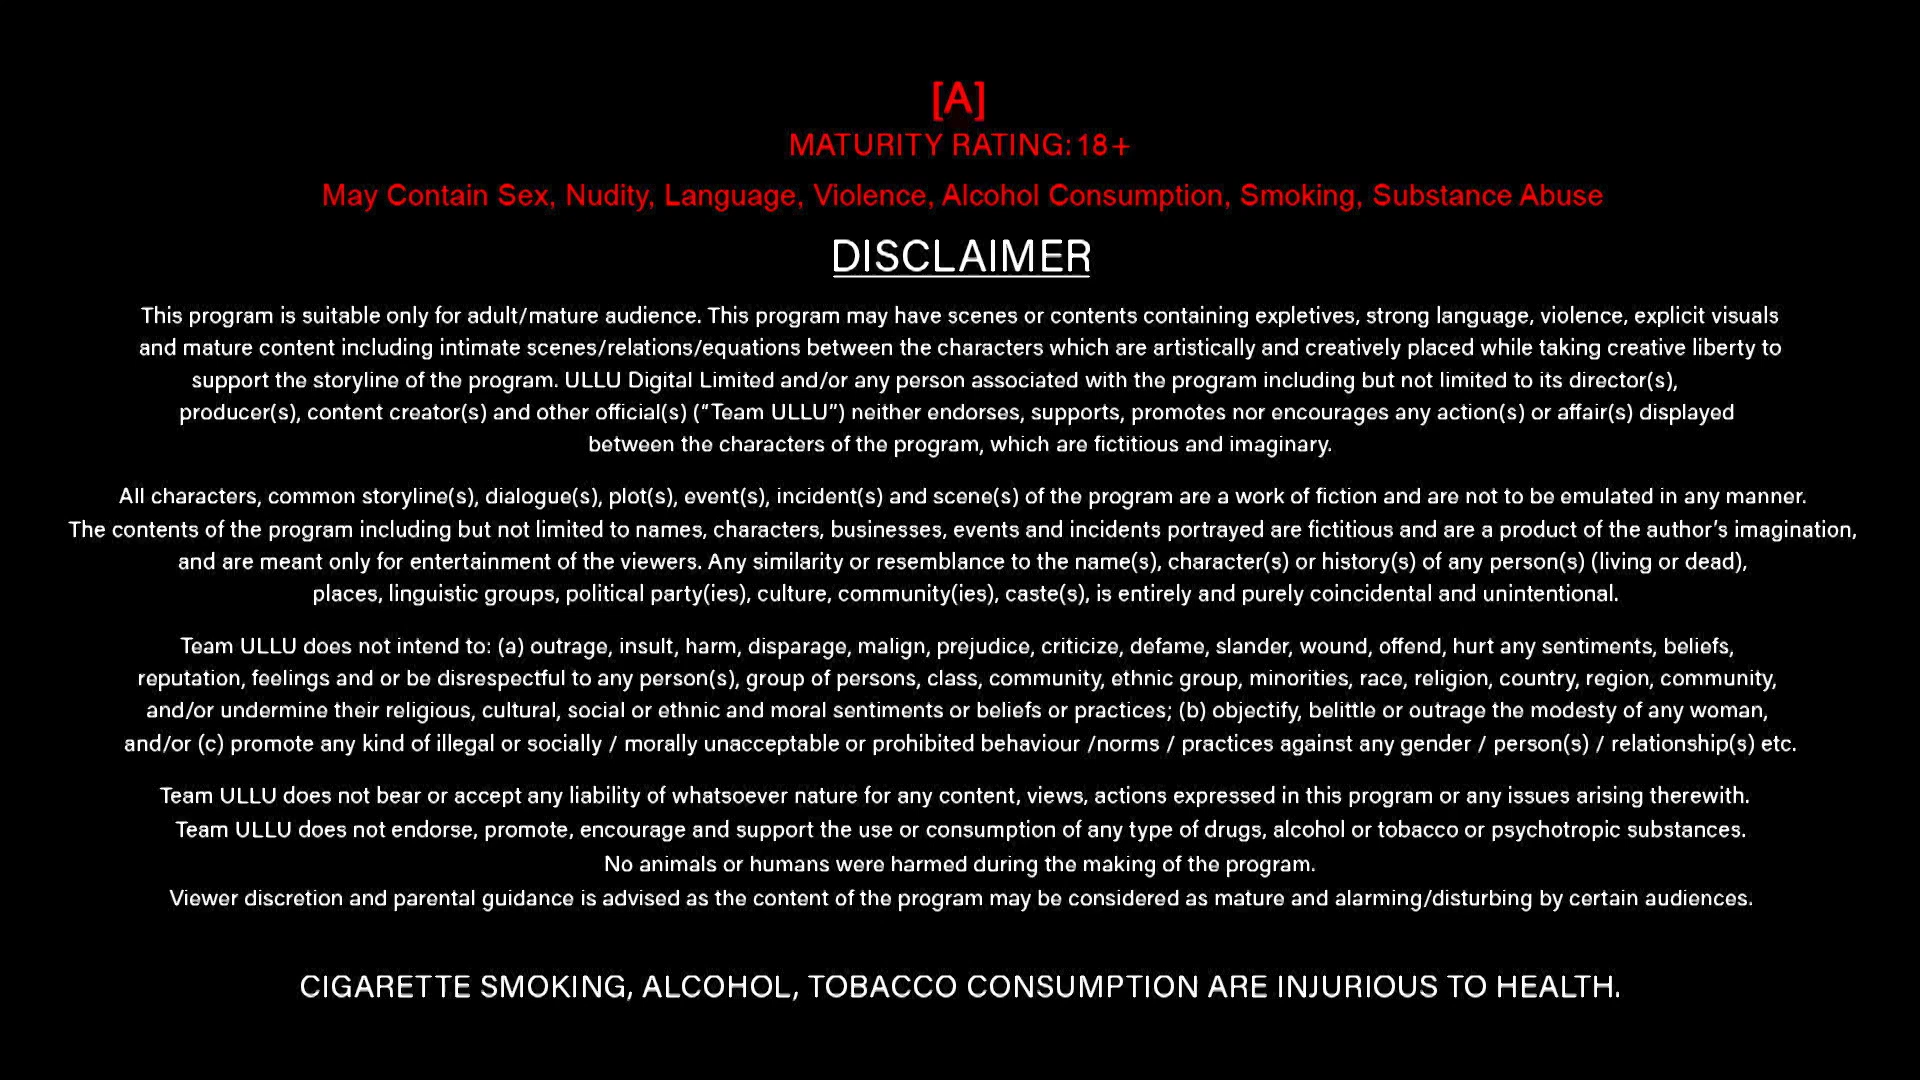 [A]
MATURITY RATING:18+
May Contain Sex, Nudity, Language, Violence, Alcohol Consumption, Smoking, Substance Abuse
DISCLAIMER
This program is suitable only for adult/mature audience. This program may have scenes or contents containing expletives, strong language, violence, explicit visuals
and mature content including intimate scenes/relations/equations between the characters which are artistically and creatively placed while taking creative liberty to
support the storyline of the program. ULLU Digital Limited and/or any person associated with the program including but not limited to its director(s),
producer(s), content creator(s) and other official(s) (“Team ULLU”) neither endorses, supports, promotes nor encourages any action(s) or affair(s) displayed
between the characters of the program, which are fictitious and imaginary.
All characters, common storyline(s), dialogue(s), plot(s), event(s), incident(s) and scene(s) of the program are a work of fiction and are not to be emulated in any manner.
The contents of the program including but not limited to names, characters, businesses, events and incidents portrayed are fictitious and are a product of the author’s imagination,
and are meant only for entertainment of the viewers. Any similarity or resemblance to the name(s), character(s) or history(s) of any person(s) (living or dead),
places, linguistic groups, political party(ies), culture, community(ies), caste(s), is entirely and purely coincidental and unintentional.
Team ULLU does not intend to: (a) outrage, insult, harm, disparage, malign, prejudice, criticize, defame, slander, wound, offend, hurt any sentiments, beliefs,
reputation, feelings and or be disrespectful to any person(s), group of persons, class, community, ethnic group, minorities, race, religion, country, region, community,
and/or undermine their religious, cultural, social or ethnic and moral sentiments or beliefs or practices; (b) objectify, belittle or outrage the modesty of any woman,
and/or (c) promote any kind of illegal or socially / morally unacceptable or prohibited behaviour /norms / practices against any gender / person(s) / relationship(s) etc.
Team ULLU does not bear or accept any liability of whatsoever nature for any content, views, actions expressed in this program or any issues arising therewith.
Team ULLU does not endorse, promote, encourage and support the use or consumption of any type of drugs, alcohol or tobacco or psychotropic substances.
No animals or humans were harmed during the making of the program.
Viewer discretion and parental guidance is advised as the content of the program may be considered as mature and alarming/disturbing by certain audiences.
CIGARETTE SMOKING, ALCOHOL, TOBACCO CONSUMPTION ARE INJURIOUS TO HEALTH.